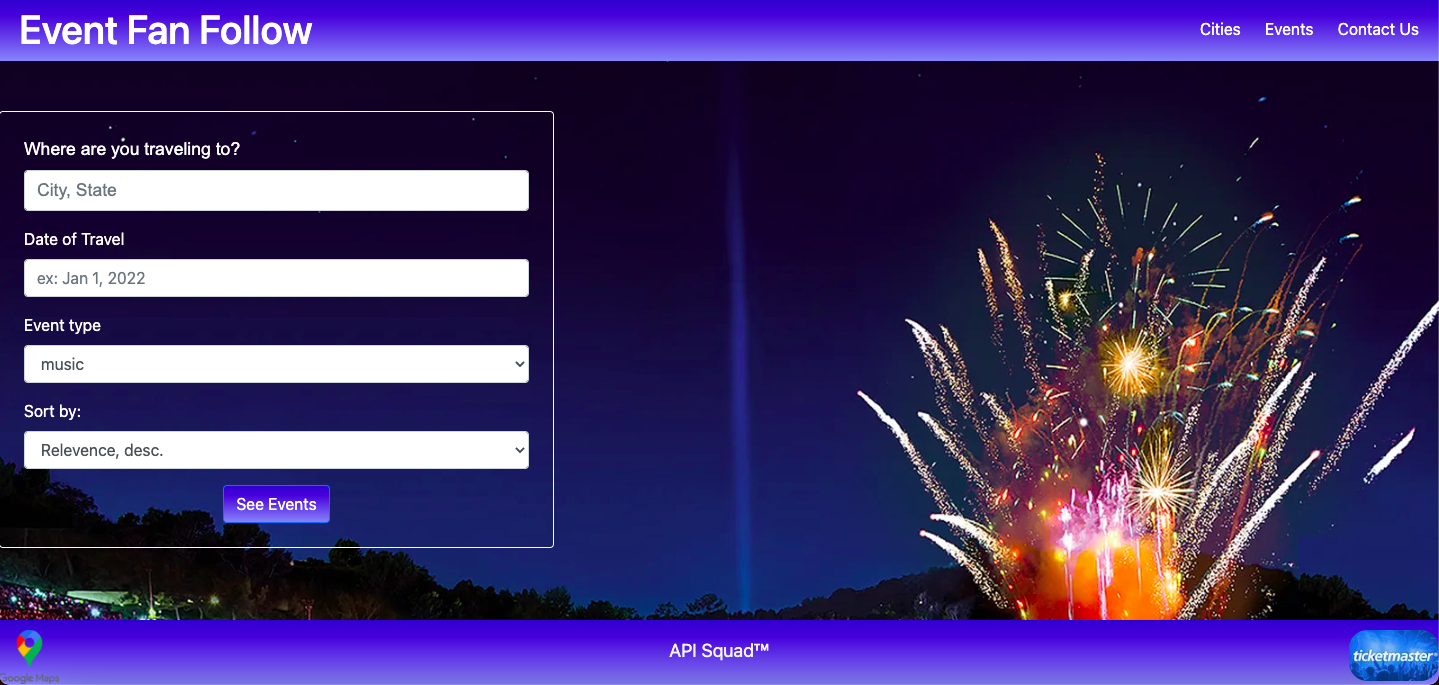 Event Fan Follow
Cities Events Contact Us
Where are you traveling to?
City, State
Date of Travel
ex: Jan 1, 2022
Event type
music
Sort by:
Relevence, desc.
See Events
Google Maps
API Squad™
ticketmaster®